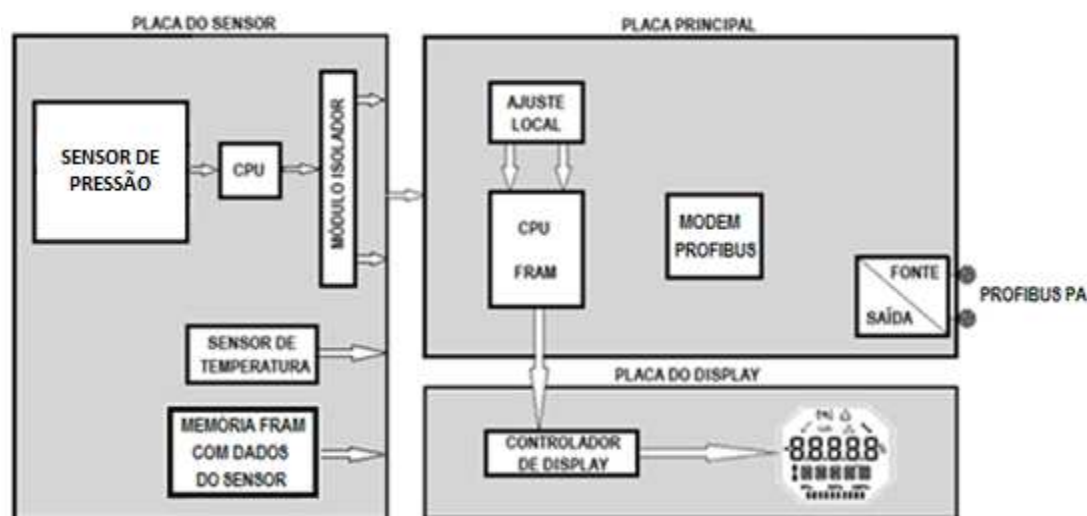 PLACA DO SENSOR
SENSOR DE
PRESSÃO
CPU
MÓDULO ISOLADOR
SENSOR DE
TEMPERATURA
MEMÓRIA FRAM
COM DADOS
DO SENSOR
PLACA PRINCIPAL
AJUSTE
LOCAL
CPU
FRAM
MODEM
PROFIBUS
FONTE
SAÍDA
PROFIBUS PA
PLACA DO DISPLAY
CONTROLADOR
DE DISPLAY
88888